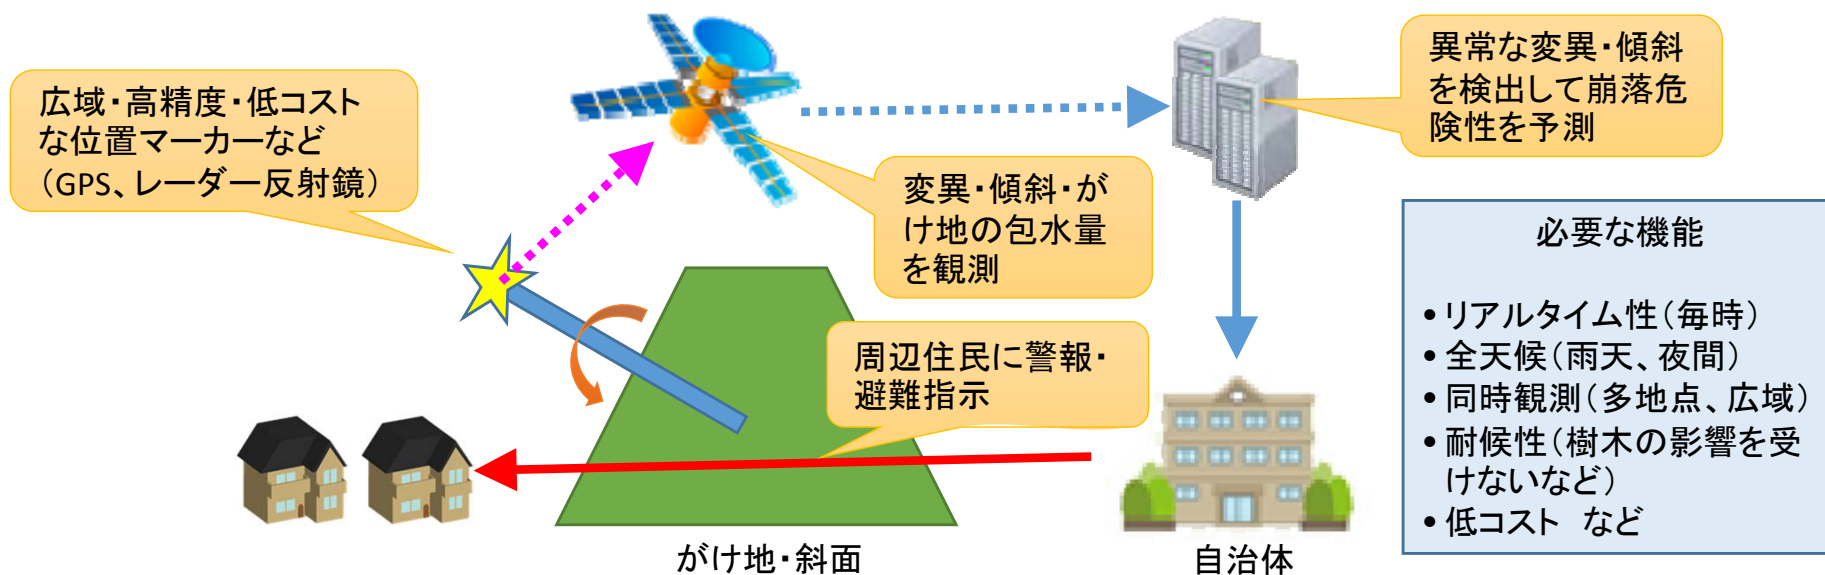 広域・高精度・低コスト
な位置マーカーなど
（GPS、レーダー反射鏡）
変異・傾斜・が
け地の包水量
を観測
異常な変異・傾斜
を検出して崩落危
険性を予測
周辺住民に警報・
避難指示
がけ地・斜面
自治体
必要な機能
• リアルタイム性（毎時）
• 全天候（雨天、夜間）
• 同時観測（多地点、広域）
• 耐候性（樹木の影響を受
けないなど）
• 低コスト　など